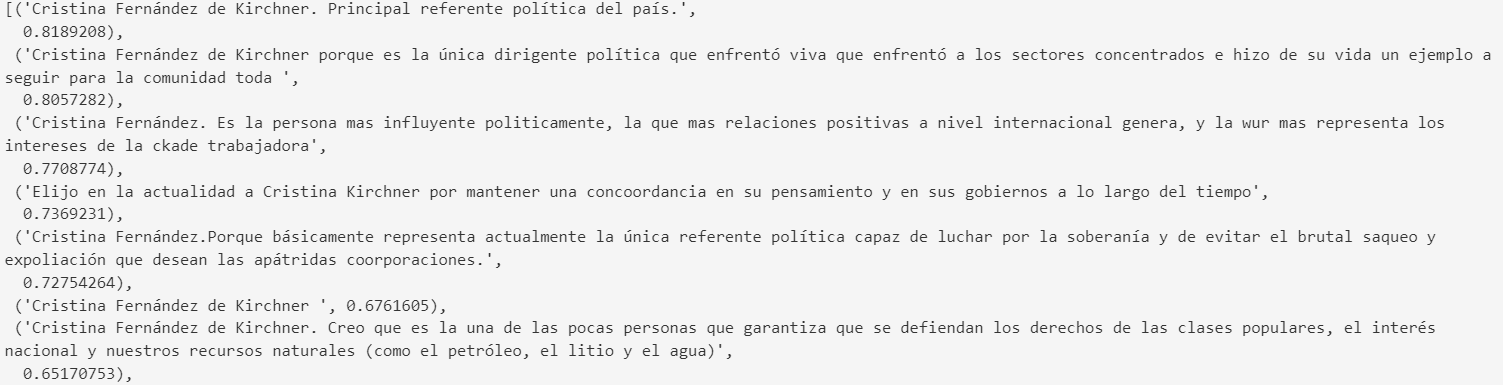 [('Cristina Fernández de Kirchner. Principal referente política del país.',
0.8189208),
('Cristina Fernández de Kirchner porque es la única dirigente política que enfrentó viva que enfrentó a los sectores concentrados e hizo de su vida un ejemplo a
seguir para la comunidad toda ',
0.8057282),
('Cristina Fernández. Es la persona mas influyente politicamente, la que mas relaciones positivas a nivel internacional genera, y la wur mas representa los
intereses de la ckade trabajadora',
0.7708774),
('Elijo en la actualidad a Cristina Kirchner por mantener una concoordancia en su pensamiento y en sus gobiernos a lo largo del tiempo',
0.7369231),
('Cristina Fernández.Porque básicamente representa actualmente la única referente política capaz de luchar por la soberanía y de evitar el brutal saqueo y
expoliación que desean las apátridas coorporaciones.',
0.72754264),
('Cristina Fernández de Kirchner ', 0.6761605),
('Cristina Fernández de Kirchner. Creo que es la una de las pocas personas que garantiza que se defiendan los derechos de las clases populares, el interés
nacional y nuestros recursos naturales (como el petróleo, el litio y el agua)',
0.65170753),